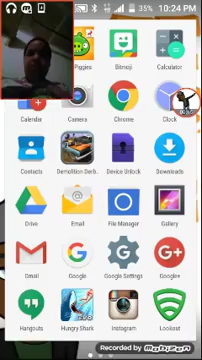 35% 10:24 PM
Piggies Bitmoji Calculator
Calendar Camera Chrome Clock
Contacts Demolition Derb.. Device Unlock Downloads
Drive Email File Manager Gallery
Gmail Google Google Settings Google+
Hangouts Hungry Shark Instagram Lookout
Recorded by
Mobizen